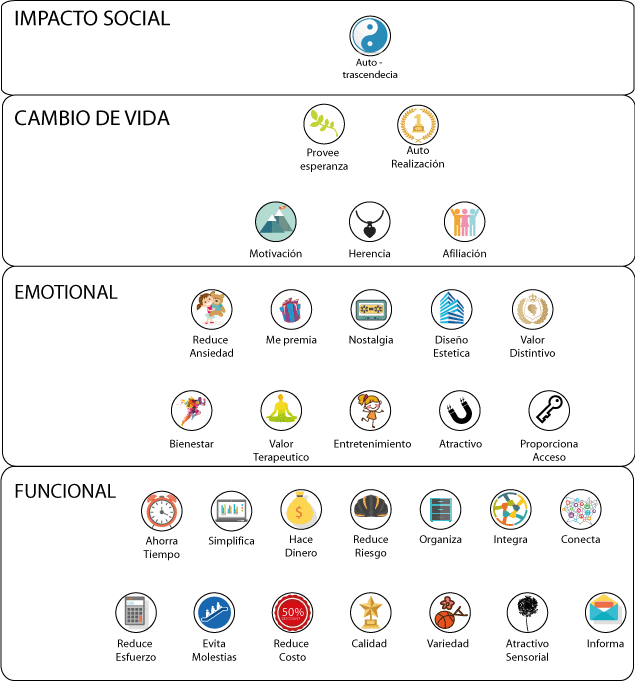 IMPACTO SOCIAL
Auto -
trascendecia
CAMBIO DE VIDA
Provee
esperanza
Auto
Realización
Motivación
Herencia
Afiliación
EMOTIONAL
Reduce
Ansiedad
Me premia
Nostalgia
Diseño
Estetica
Valor
Distintivo
Bienestar
Valor
Terapeutico
Entretenimiento
Atractivo
Proporciona
Acceso
FUNCIONAL
Ahorra
Tiempo
Simplifica
$
Hace
Dinero
Reduce
Riesgo
Organiza
Integra
Conecta
Reduce
Esfuerzo
Evita
Molestias
50%
Reduce
Costo
Calidad
Variedad
Atractivo
Sensorial
Informa